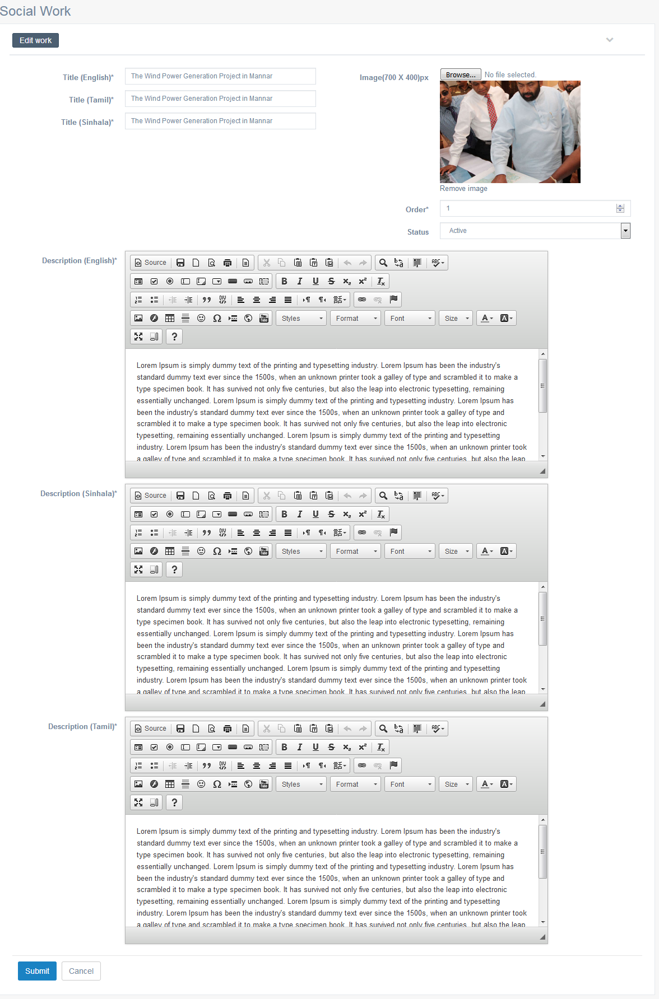 Social Work
Edit work
Title (English)* The Wind Power Generation Project in Mannar
Title (Tamil)* The Wind Power Generation Project in Mannar
Title (Sinhala)* The Wind Power Generation Project in Mannar
Image(700 X 400)px Browse... No file selected.
Remove image
Order* 1
Status Active
Description (English)*
Source
ABC
B I U S x₂ x² Tx
DIV
Styles Format Font Size A A
?
Lorem Ipsum is simply dummy text of the printing and typesetting industry. Lorem Ipsum has been the industry's
standard dummy text ever since the 1500s, when an unknown printer took a galley of type and scrambled it to make a
type specimen book. It has survived not only five centuries, but also the leap into electronic typesetting, remaining
essentially unchanged. Lorem Ipsum is simply dummy text of the printing and typesetting industry. Lorem Ipsum has
been the industry's standard dummy text ever since the 1500s, when an unknown printer took a galley of type and
scrambled it to make a type specimen book. It has survived not only five centuries, but also the leap into electronic
typesetting, remaining essentially unchanged. Lorem Ipsum is simply dummy text of the printing and typesetting
industry. Lorem Ipsum has been the industry's standard dummy text ever since the 1500s, when an unknown printer took
a galley of type and scrambled it to make a type specimen book. It has survived not only five centuries, but also the leap
Description (Sinhala)*
Source
ABC
B I U S x₂ x² Tx
DIV
You Tube Styles Format Font Size A A
?
Lorem Ipsum is simply dummy text of the printing and typesetting industry. Lorem Ipsum has been the industry's
standard dummy text ever since the 1500s, when an unknown printer took a galley of type and scrambled it to make a
type specimen book. It has survived not only five centuries, but also the leap into electronic typesetting, remaining
essentially unchanged. Lorem Ipsum is simply dummy text of the printing and typesetting industry. Lorem Ipsum has
been the industry's standard dummy text ever since the 1500s, when an unknown printer took a galley of type and
scrambled it to make a type specimen book. It has survived not only five centuries, but also the leap into electronic
typesetting, remaining essentially unchanged. Lorem Ipsum is simply dummy text of the printing and typesetting
industry. Lorem Ipsum has been the industry's standard dummy text ever since the 1500s, when an unknown printer took
a galley of type and scrambled it to make a type specimen book. It has survived not only five centuries, but also the leap
Description (Tamil)*
Source
ABC
B I U S x₂ x² Tx
DIV
You Tube Styles Format Font Size A A
?
Lorem Ipsum is simply dummy text of the printing and typesetting industry. Lorem Ipsum has been the industry's
standard dummy text ever since the 1500s, when an unknown printer took a galley of type and scrambled it to make a
type specimen book. It has survived not only five centuries, but also the leap into electronic typesetting, remaining
essentially unchanged. Lorem Ipsum is simply dummy text of the printing and typesetting industry. Lorem Ipsum has
been the industry's standard dummy text ever since the 1500s, when an unknown printer took a galley of type and
scrambled it to make a type specimen book. It has survived not only five centuries, but also the leap into electronic
typesetting, remaining essentially unchanged. Lorem Ipsum is simply dummy text of the printing and typesetting
industry. Lorem Ipsum has been the industry's standard dummy text ever since the 1500s, when an unknown printer took
a galley of type and scrambled it to make a type specimen book. It has survived not only five centuries, but also the leap
Submit Cancel